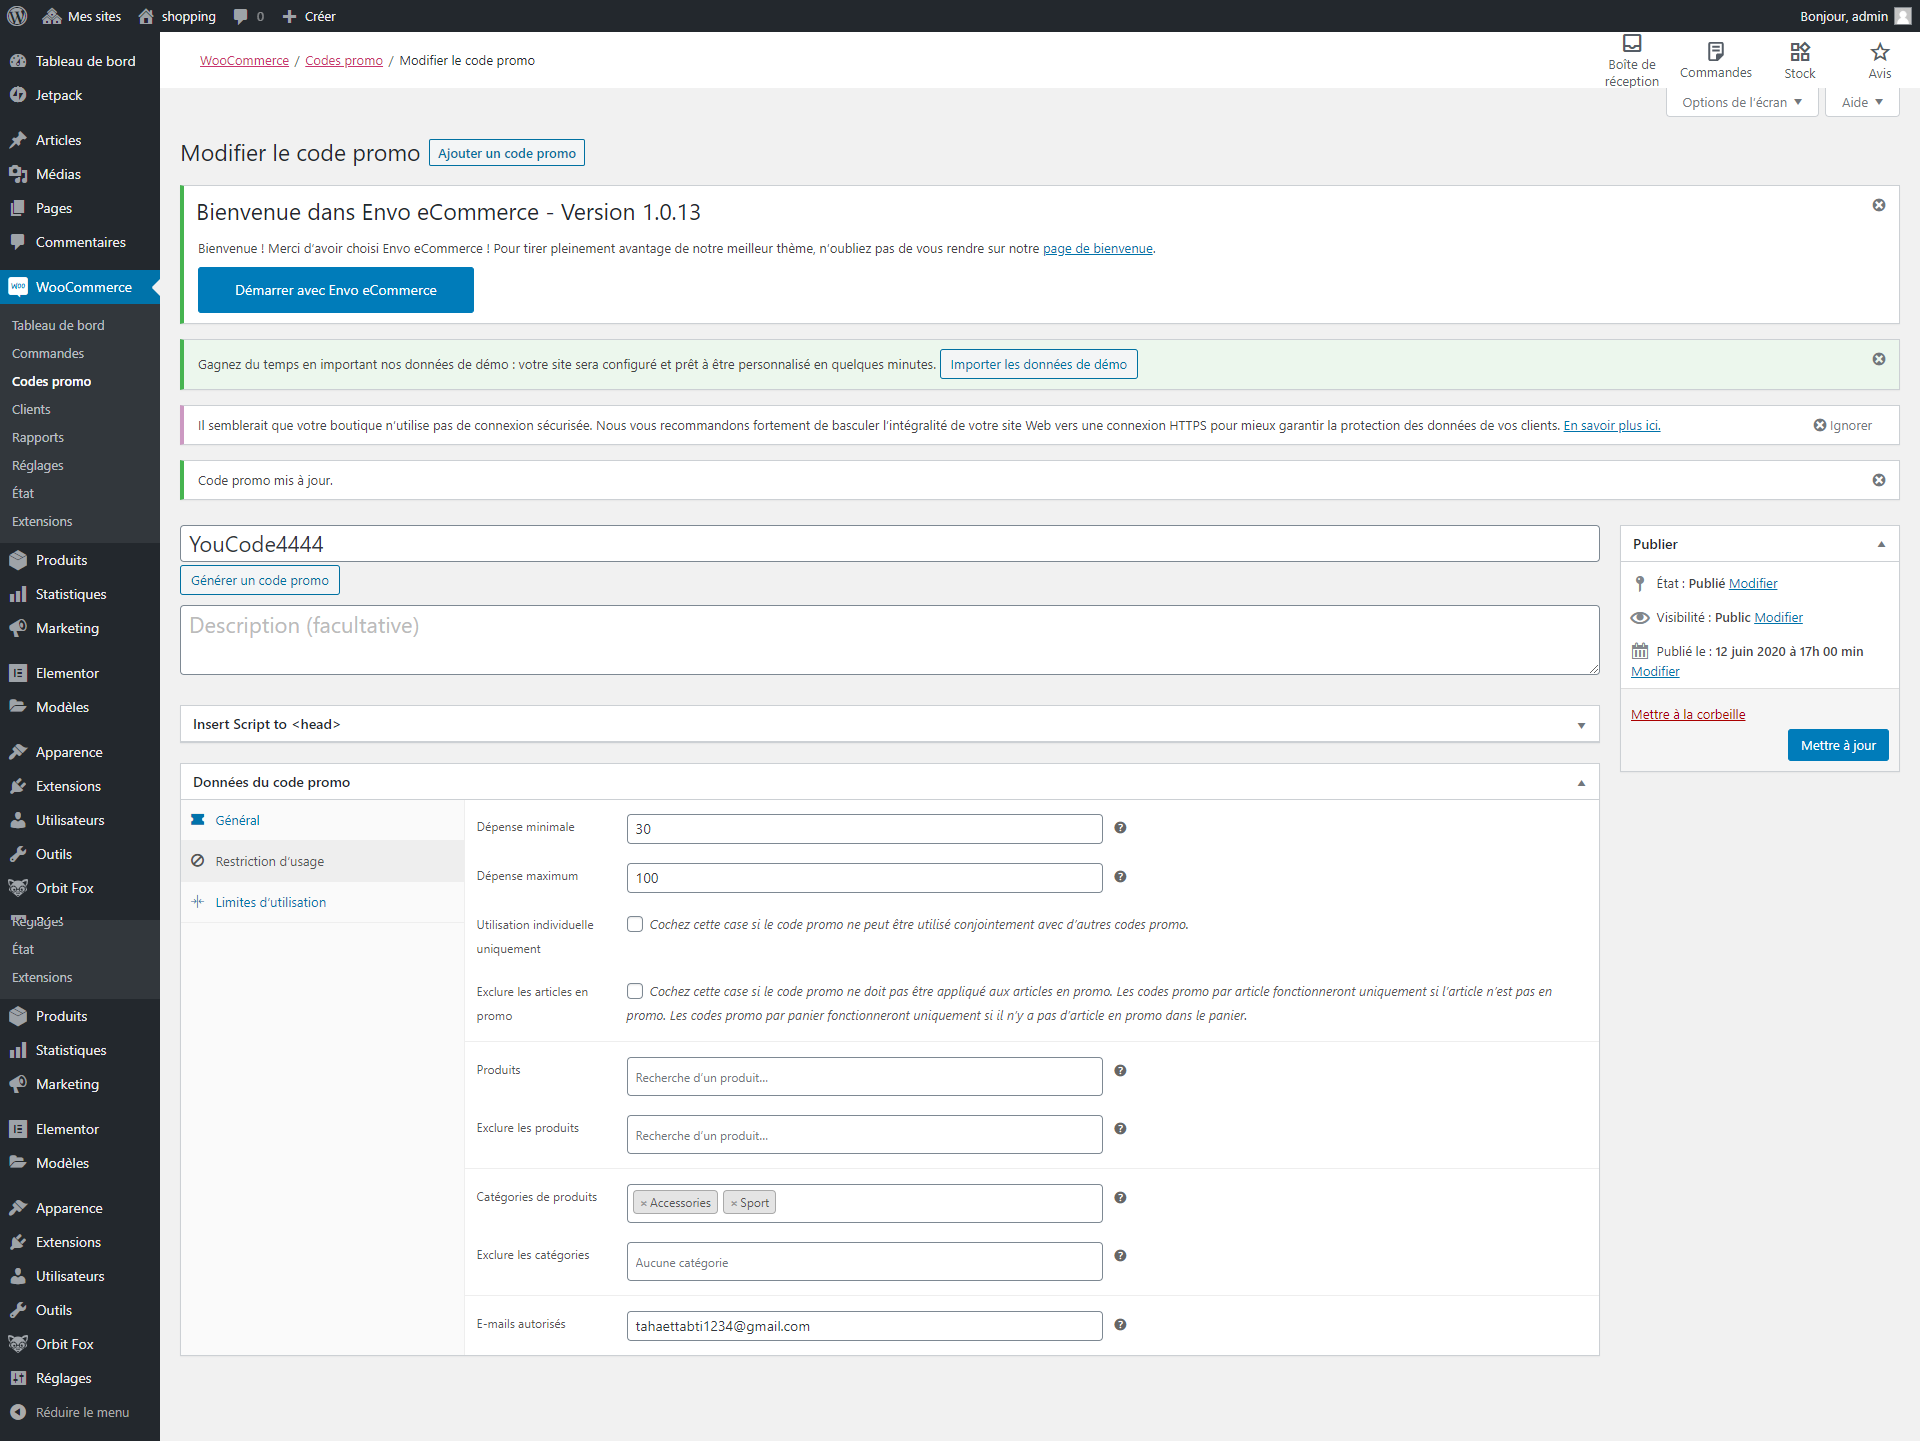 Mes sites
shopping
0
Créer
Bonjour, admin
Tableau de bord
Jetpack
Articles
Médias
Pages
Commentaires
WooCommerce
Tableau de bord
Commandes
Codes promo
Clients
Rapports
Réglages
État
Extensions
Produits
Statistiques
Marketing
Elementor
Modèles
Apparence
Extensions
Utilisateurs
Outils
Orbit Fox
Réglages
État
Extensions
Produits
Statistiques
Marketing
Elementor
Modèles
Apparence
Extensions
Utilisateurs
Outils
Orbit Fox
Réglages
Réduire le menu
WooCommerce / Codes promo / Modifier le code promo
Boîte de
réception
Commandes
Stock
Avis
Options de l'écran
Aide
Modifier le code promo
Ajouter un code promo
Bienvenue dans Envo eCommerce - Version 1.0.13
Bienvenue ! Merci d'avoir choisi Envo eCommerce ! Pour tirer pleinement avantage de notre meilleur thème, n'oubliez pas de vous rendre sur notre page de bienvenue.
Démarrer avec Envo eCommerce
Gagnez du temps en important nos données de démo : votre site sera configuré et prêt à être personnalisé en quelques minutes. Importer les données de démo
Il semblerait que votre boutique n'utilise pas de connexion sécurisée. Nous vous recommandons fortement de basculer l'intégralité de votre site Web vers une connexion HTTPS pour mieux garantir la protection des données de vos clients. En savoir plus ici.
Ignorer
Code promo mis à jour.
YouCode4444
Générer un code promo
Description (facultative)
Insert Script to <head>
Données du code promo
Général
Restriction d'usage
Limites d'utilisation
Dépense minimale
30
Dépense maximum
100
Utilisation individuelle
uniquement
Cochez cette case si le code promo ne peut être utilisé conjointement avec d'autres codes promo.
Exclure les articles en
promo
Cochez cette case si le code promo ne doit pas être appliqué aux articles en promo. Les codes promo par article fonctionneront uniquement si l'article n'est pas en
promo. Les codes promo par panier fonctionneront uniquement si il n'y a pas d'article en promo dans le panier.
Produits
Recherche d'un produit...
Exclure les produits
Recherche d'un produit...
Catégories de produits
× Accessories × Sport
Exclure les catégories
Aucune catégorie
E-mails autorisés
tahaettabti1234@gmail.com
Publier
État : Publié Modifier
Visibilité : Public Modifier
Publié le : 12 juin 2020 à 17h 00 min
Modifier
Mettre à la corbeille
Mettre à jour